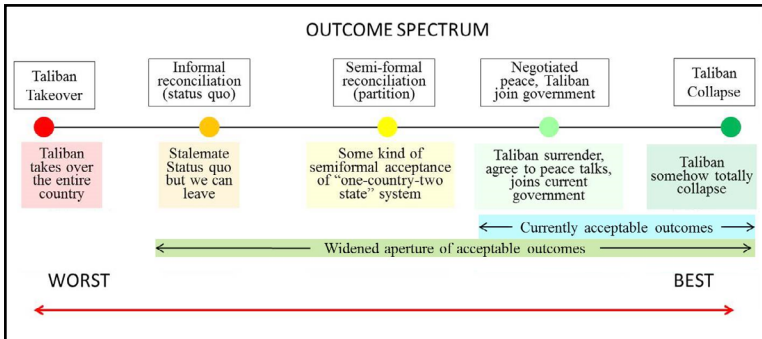 OUTCOME SPECTRUM
Taliban
Takeover
Informal
reconciliation
(status quo)
Semi-formal
reconciliation
(partition)
Negotiated
peace, Taliban
join government
Taliban
Collapse
Taliban
takes over
the entire
country
Stalemate
Status quo
but we can
leave
Some kind of
semiformal acceptance
of “one-country-two
state” system
Taliban surrender,
agree to peace talks,
joins current
government
Taliban
somehow totally
collapse
Currently acceptable outcomes
Widened aperture of acceptable outcomes
WORST
BEST